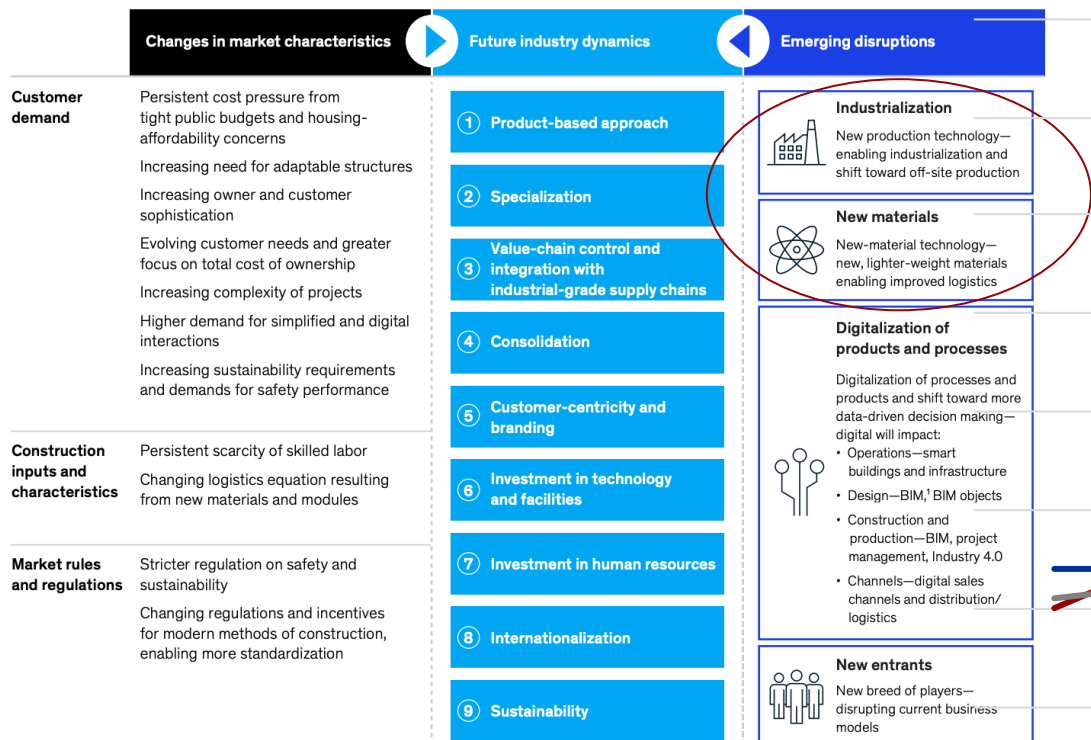 Changes in market characteristics
Future industry dynamics
Emerging disruptions
Customer
demand
Persistent cost pressure from
tight public budgets and housing-
affordability concerns
Increasing need for adaptable structures
Increasing owner and customer
sophistication
Evolving customer needs and greater
focus on total cost of ownership
Increasing complexity of projects
Higher demand for simplified and digital
interactions
Increasing sustainability requirements
and demands for safety performance
Construction
inputs and
characteristics
Persistent scarcity of skilled labor
Changing logistics equation resulting
from new materials and modules
Market rules
and regulations
Stricter regulation on safety and
sustainability
Changing regulations and incentives
for modern methods of construction,
enabling more standardization
1 Product-based approach
2 Specialization
3 Value-chain control and
integration with
industrial-grade supply chains
4 Consolidation
5 Customer-centricity and
branding
6 Investment in technology
and facilities
7 Investment in human resources
8 Internationalization
9 Sustainability
Industrialization
New production technology—
enabling industrialization and
shift toward off-site production
New materials
New-material technology—
new, lighter-weight materials
enabling improved logistics
Digitalization of
products and processes
Digitalization of processes and
products and shift toward more
data-driven decision making—
digital will impact:
• Operations—smart
buildings and infrastructure
• Design—BIM,¹ BIM objects
• Construction and
production—BIM, project
management, Industry 4.0
• Channels—digital sales
channels and distribution/
logistics
New entrants
New breed of players—
disrupting current business
models